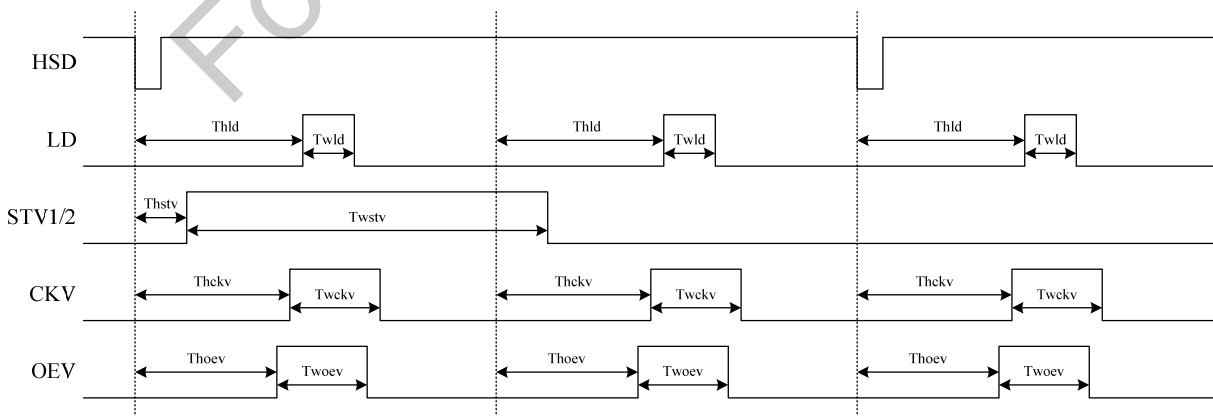 Fo
HSD
LD
Thld
Twld
Thld
Twld
Thld
Twld
STV1/2
Thstv
Twstv
CKV
Thckv
Twckv
Thckv
Twckv
Thckv
Twckv
OEV
Thoev
Twoev
Thoev
Twoev
Thoev
Twoev